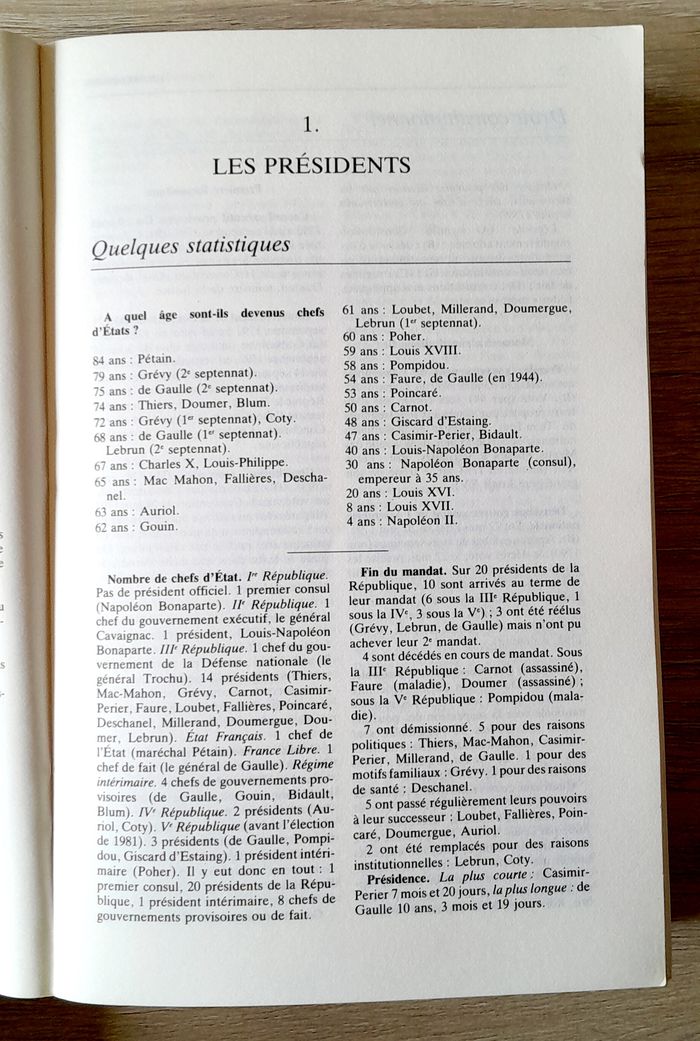 1.
LES PRÉSIDENTS
Quelques statistiques
A quel âge sont-ils devenus chefs
d'États ?
84 ans : Pétain.
79 ans : Grévy (2e septennat).
75 ans : de Gaulle (2e septennat).
74 ans : Thiers, Doumer, Blum.
72 ans : Grévy (1er septennat), Coty.
68 ans : de Gaulle (1er septennat).
Lebrun (2e septennat).
67 ans : Charles X, Louis-Philippe.
65 ans : Mac Mahon, Fallières, Descha-
nel.
63 ans : Auriol.
62 ans : Gouin.
61 ans : Loubet, Millerand, Doumergue,
Lebrun (1er septennat).
60 ans : Poher.
59 ans : Louis XVIII.
58 ans : Pompidou.
54 ans : Faure, de Gaulle (en 1944).
53 ans : Poincaré.
50 ans : Carnot.
48 ans : Giscard d'Estaing.
47 ans : Casimir-Perier, Bidault.
40 ans : Louis-Napoléon Bonaparte.
30 ans : Napoléon Bonaparte (consul),
empereur à 35 ans.
20 ans : Louis XVI.
8 ans : Louis XVII.
4 ans : Napoléon II.
Nombre de chefs d'État. Ire République.
Pas de président officiel. 1 premier consul
(Napoléon Bonaparte). IIe République. 1
chef du gouvernement exécutif, le général
Cavaignac. 1 président, Louis-Napoléon
Bonaparte. IIIe République. 1 chef du gou-
vernement de la Défense nationale (le
général Trochu). 14 présidents (Thiers,
Mac-Mahon, Grévy, Carnot, Casimir-
Perier, Faure, Loubet, Fallières, Poincaré,
Deschanel, Millerand, Doumergue, Dou-
mer, Lebrun). État Français. 1 chef de
l'État (maréchal Pétain). France Libre. 1
chef de fait (le général de Gaulle). Régime
intérimaire. 4 chefs de gouvernements pro-
visoires (de Gaulle, Gouin, Bidault,
Blum). IVe République. 2 présidents (Au-
riol, Coty). Ve République (avant l'élection
de 1981). 3 présidents (de Gaulle, Pompi-
dou, Giscard d'Estaing). 1 président intéri-
maire (Poher). Il y eut donc en tout : 1
premier consul, 20 présidents de la Répu-
blique, 1 président intérimaire, 8 chefs de
gouvernements provisoires ou de fait.
Fin du mandat. Sur 20 présidents de la
République, 10 sont arrivés au terme de
leur mandat (6 sous la IIIe République, 1
sous la IVe, 3 sous la Ve) ; 3 ont été réélus
(Grévy, Lebrun, de Gaulle) mais n'ont pu
achever leur 2e mandat.
4 sont décédés en cours de mandat. Sous
la IIIe République : Carnot (assassiné),
Faure (maladie), Doumer (assassiné) ;
sous la Ve République : Pompidou (mala-
die).
7 ont démissionné. 5 pour des raisons
politiques : Thiers, Mac-Mahon, Casimir-
Perier, Millerand, de Gaulle. 1 pour des
motifs familiaux : Grévy. 1 pour des raisons
de santé : Deschanel.
5 ont passé régulièrement leurs pouvoirs
à leur successeur : Loubet, Fallières, Poin-
caré, Doumergue, Auriol.
2 ont été remplacés pour des raisons
institutionnelles : Lebrun, Coty.
Présidence. La plus courte : Casimir-
Perier 7 mois et 20 jours, la plus longue : de
Gaulle 10 ans, 3 mois et 19 jours.